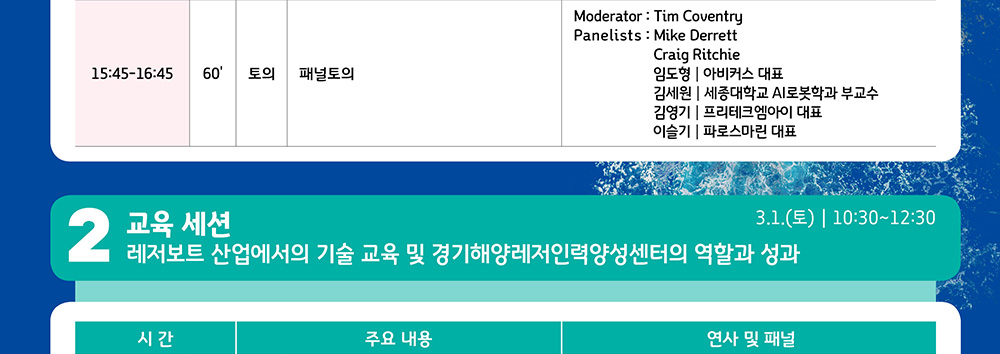 Moderator : Tim Coventry
Panelists : Mike Derrett
Craig Ritchie
15:45-16:45 60' 토의 패널토의 임도형 | 아비커스 대표
김세원 | 세종대학교 AI로봇학과 부교수
김영기 | 프리테크엠아이 대표
이슬기 | 파로스마린 대표
2 교육 세션 3.1.(토) | 10:30~12:30
레저보트 산업에서의 기술 교육 및 경기해양레저인력양성센터의 역할과 성과
시 간 주요 내용 연사 및 패널